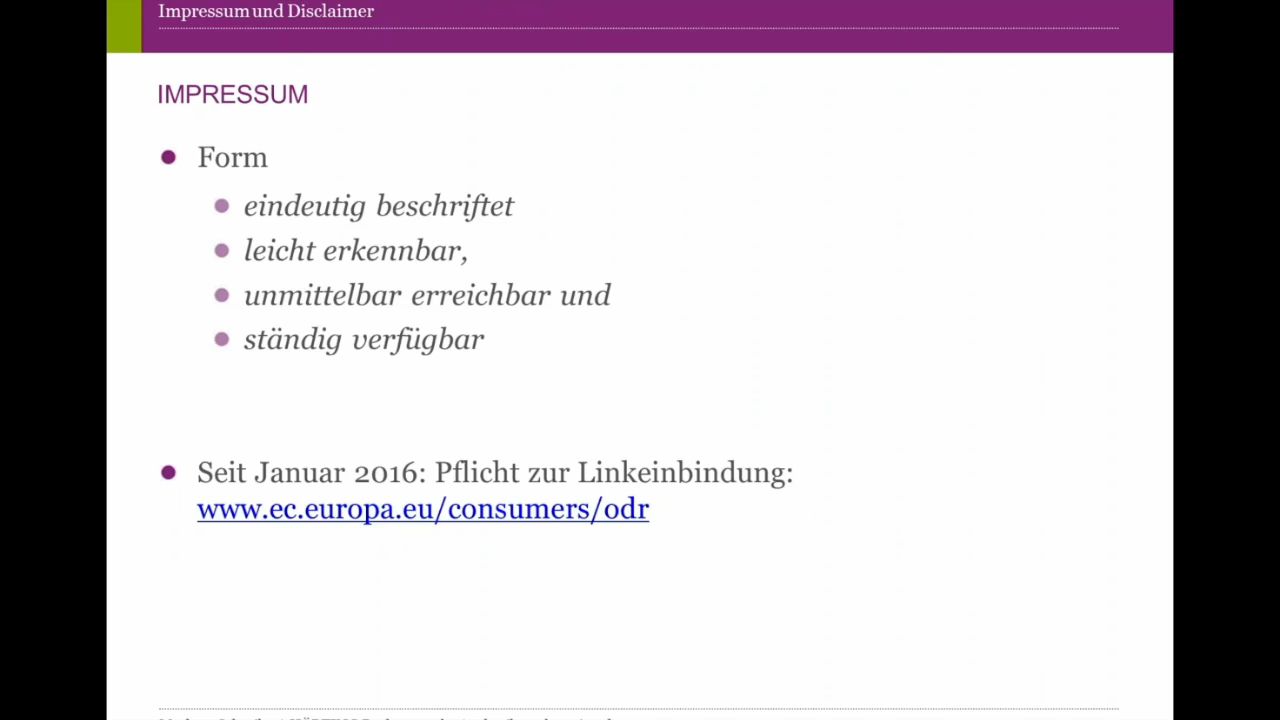 Impressum und Disclaimer
IMPRESSUM
Form
eindeutig beschriftet
leicht erkennbar,
unmittelbar erreichbar und
ständig verfügbar
Seit Januar 2016: Pflicht zur Linkeinbindung:
www.ec.europa.eu/consumers/odr